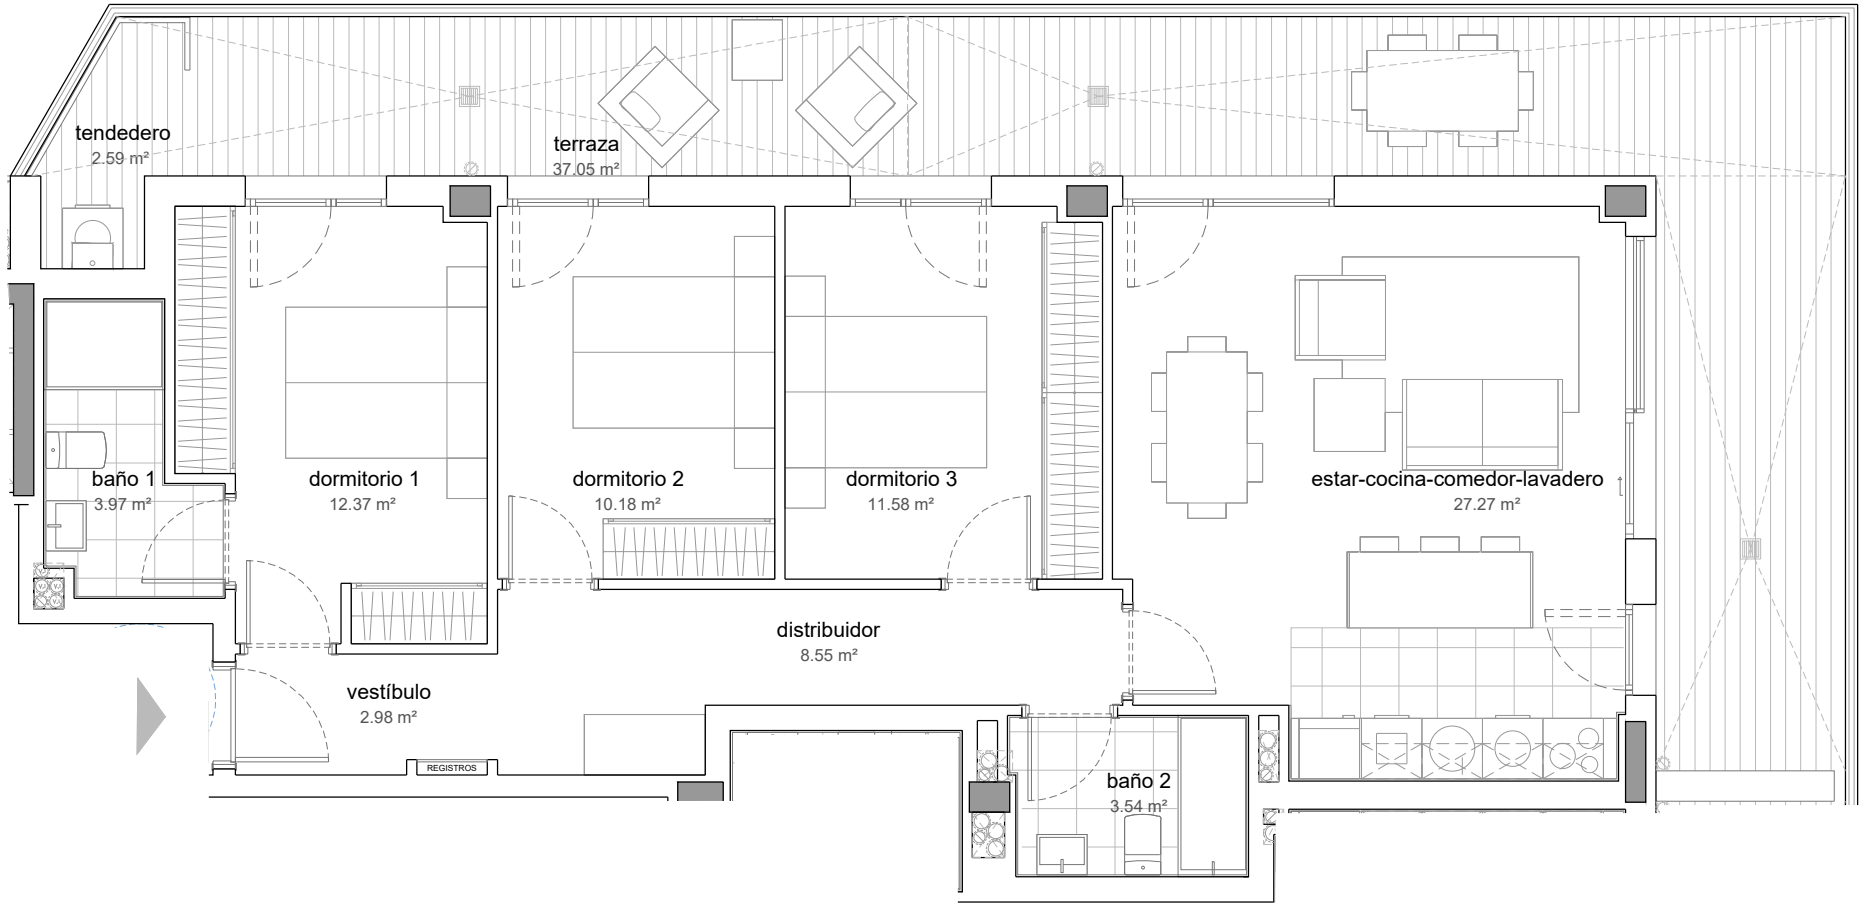 tendedero
2.59 m²
terraza
37.05 m²
baño 1
3.97 m²
dormitorio 1
12.37 m²
dormitorio 2
10.18 m²
dormitorio 3
11.58 m²
estar-cocina-comedor-lavadero
27.27 m²
distribuidor
8.55 m²
vestíbulo
2.98 m²
REGISTROS
baño 2
3.54 m²